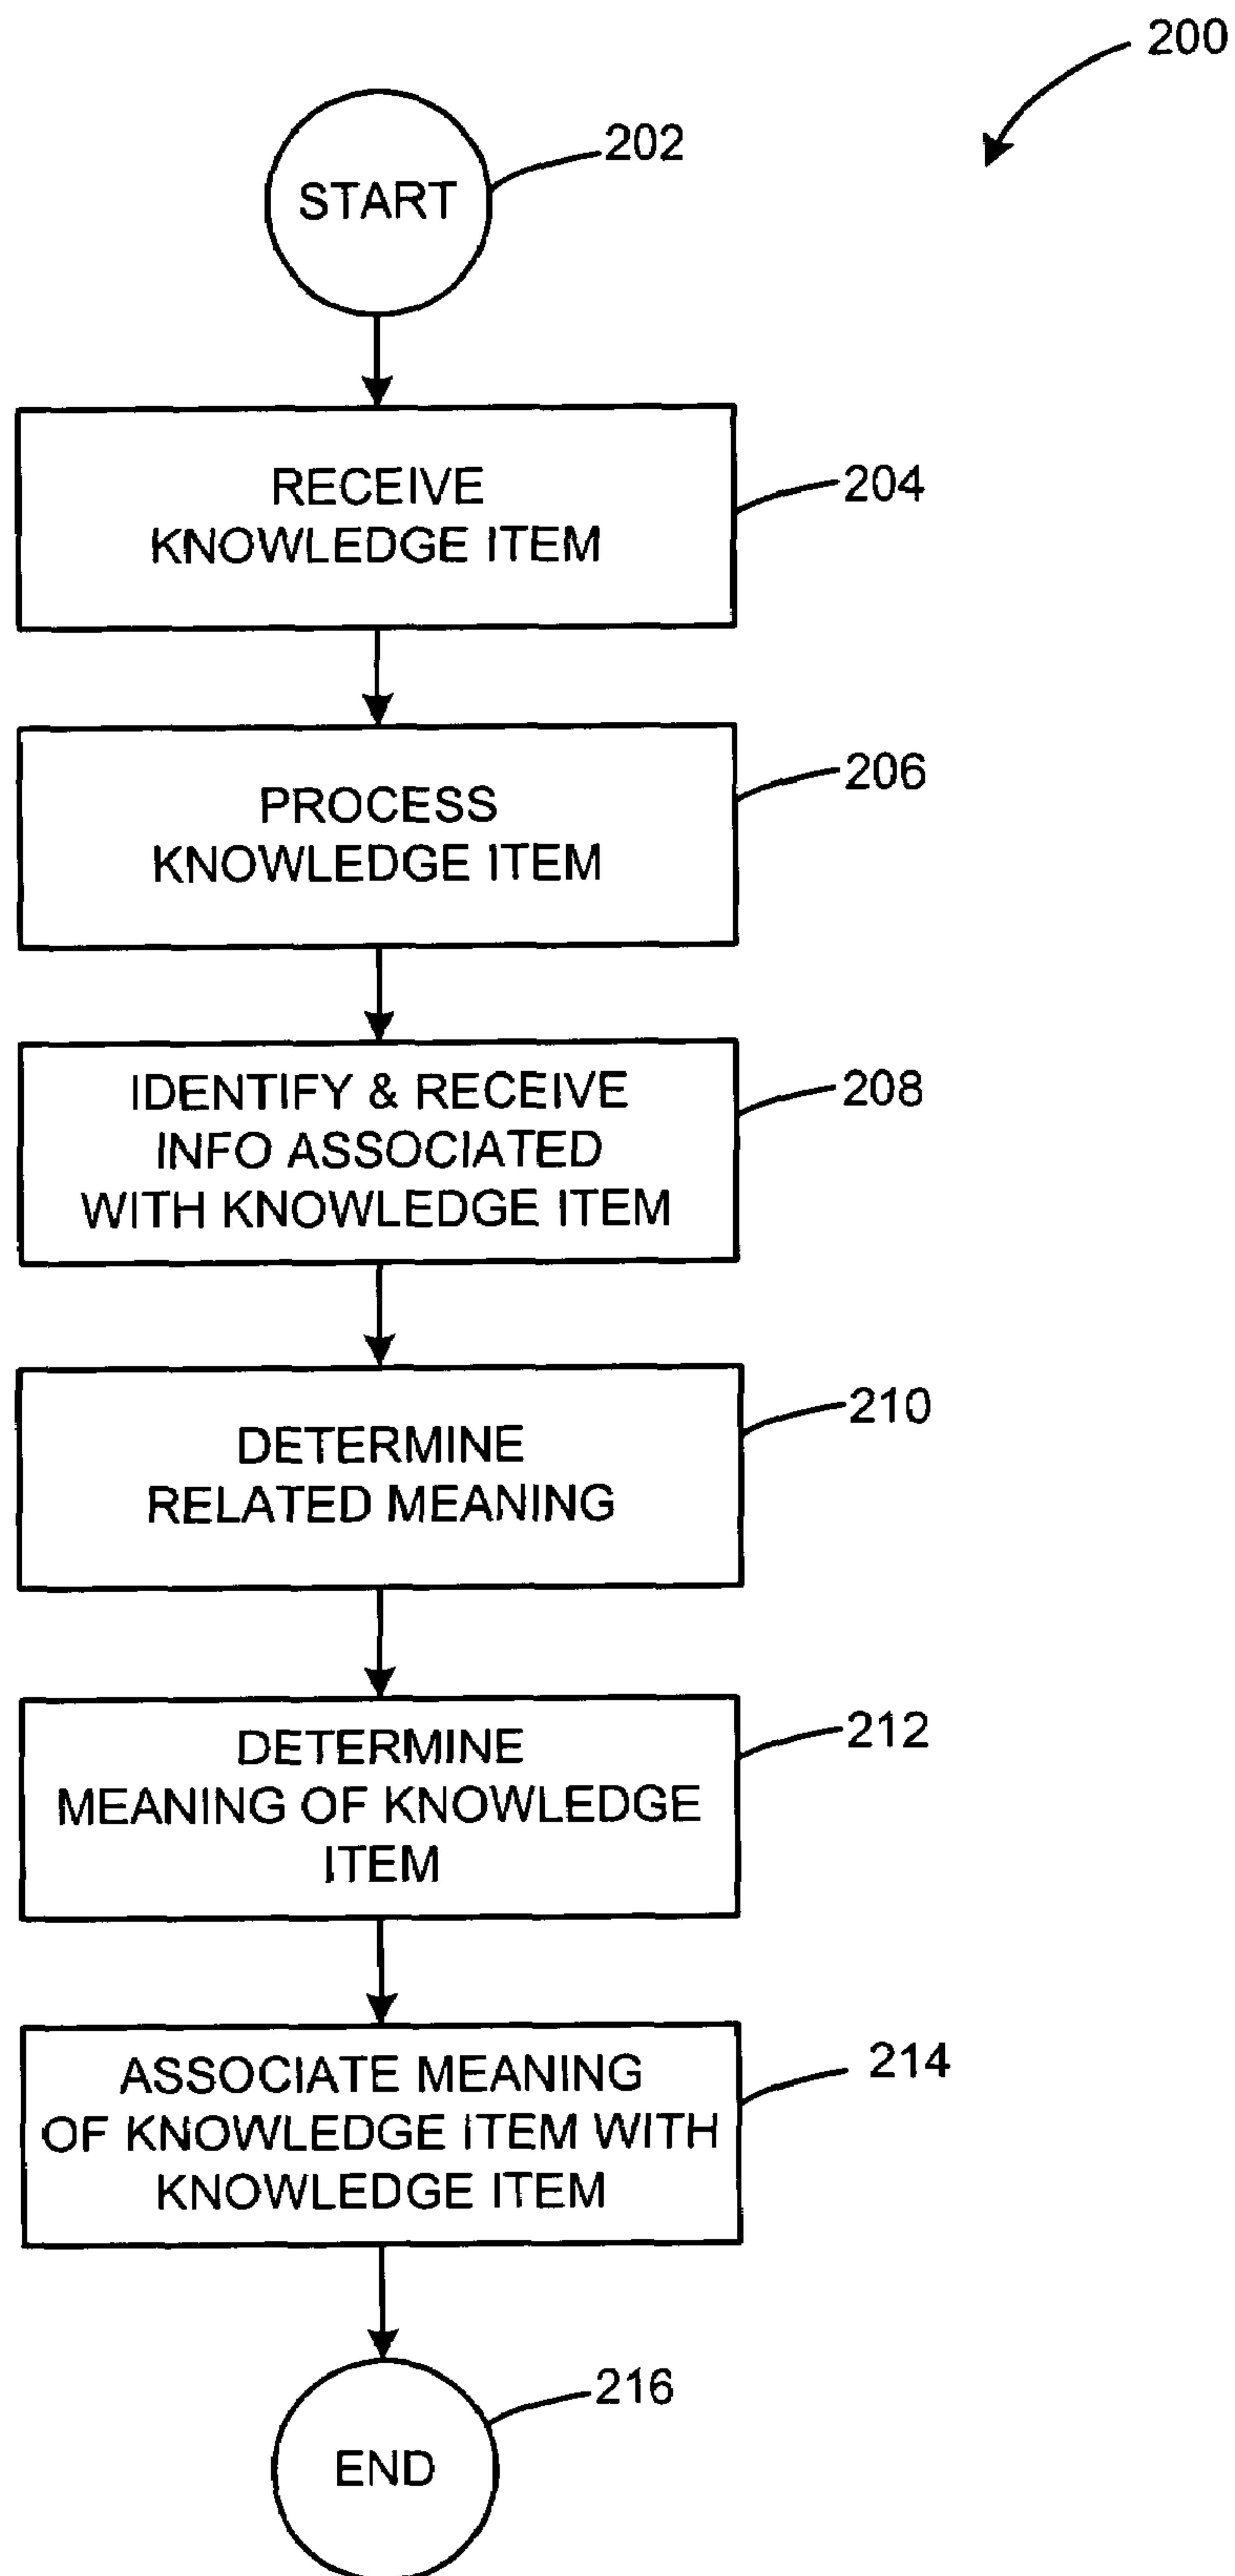 200
START
202
RECEIVE
KNOWLEDGE ITEM
204
PROCESS
KNOWLEDGE ITEM
206
IDENTIFY & RECEIVE
INFO ASSOCIATED
WITH KNOWLEDGE ITEM
208
DETERMINE
RELATED MEANING
210
DETERMINE
MEANING OF KNOWLEDGE
ITEM
212
ASSOCIATE MEANING
OF KNOWLEDGE ITEM WITH
KNOWLEDGE ITEM
214
END
216